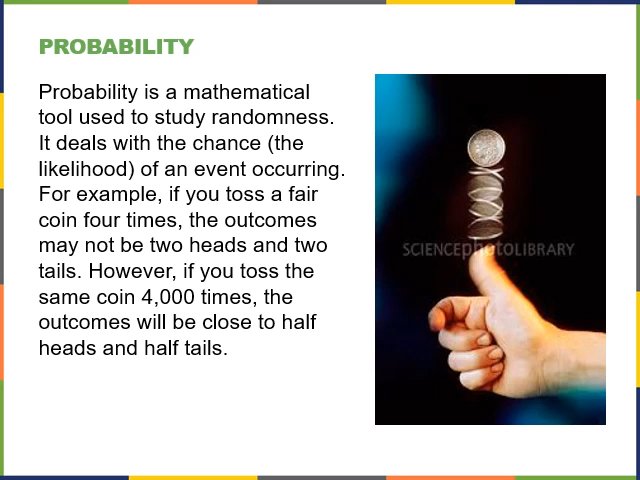 PROBABILITY
Probability is a mathematical
tool used to study randomness.
It deals with the chance (the
likelihood) of an event occurring.
For example, if you toss a fair
coin four times, the outcomes
may not be two heads and two
tails. However, if you toss the
same coin 4,000 times, the
outcomes will be close to half
heads and half tails.
SCIENCEphotoLIBRARY